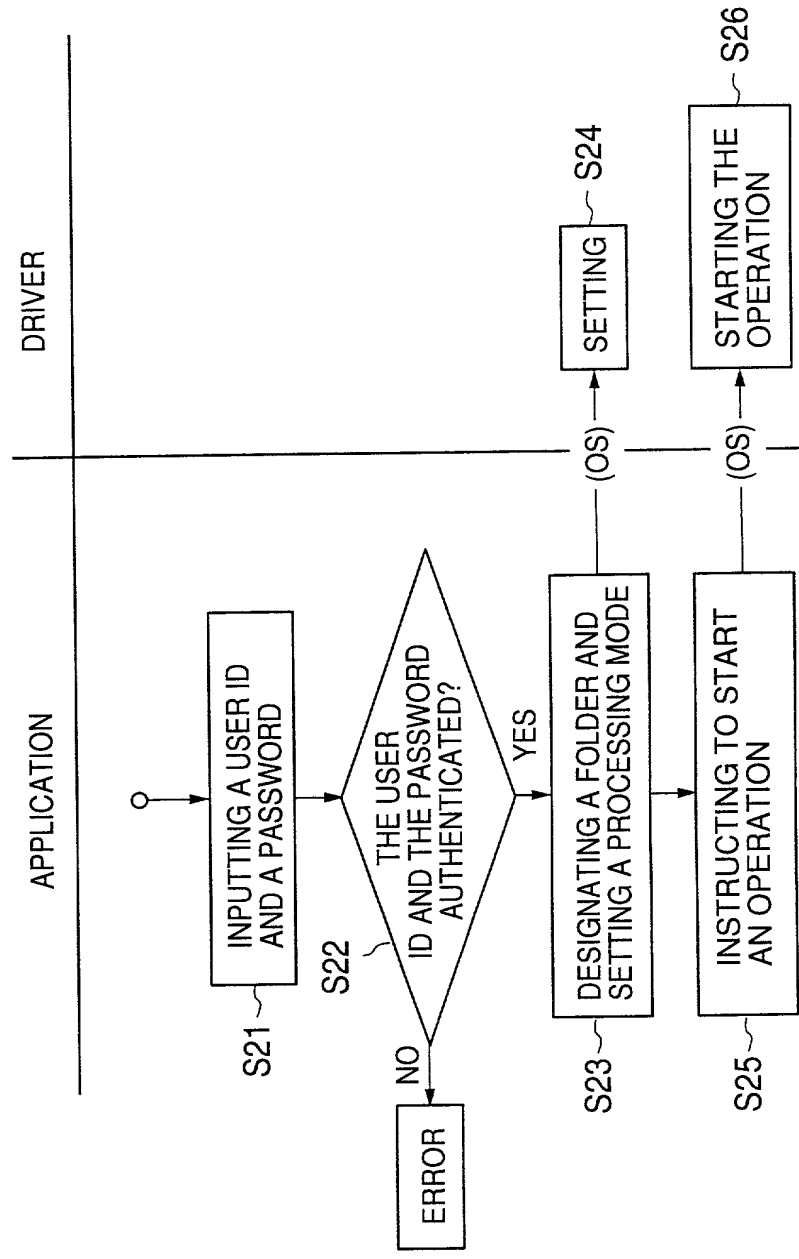 APPLICATION
DRIVER
INPUTTING A USER ID
AND A PASSWORD
S21
S22
THE USER
ID AND THE PASSWORD
AUTHENTICATED?
NO
ERROR
YES
DESIGNATING A FOLDER AND
SETTING A PROCESSING MODE
S23
(OS)
SETTING
S24
INSTRUCTING TO START
AN OPERATION
S25
(OS)
STARTING THE
OPERATION
S26